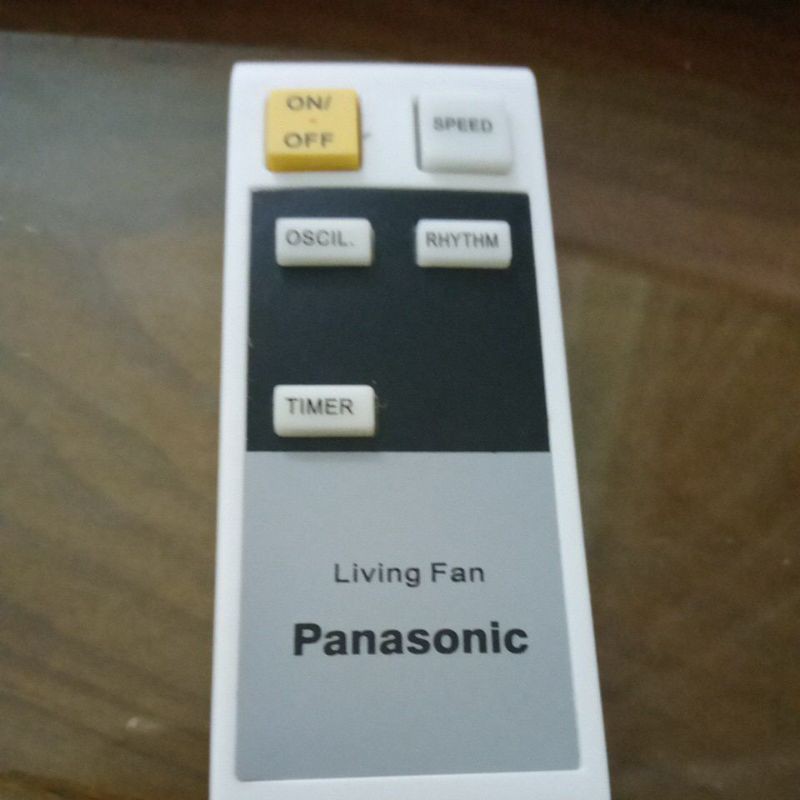 ON/
OFF
SPEED
OSCIL.
RHYTHM
TIMER
Living Fan
Panasonic